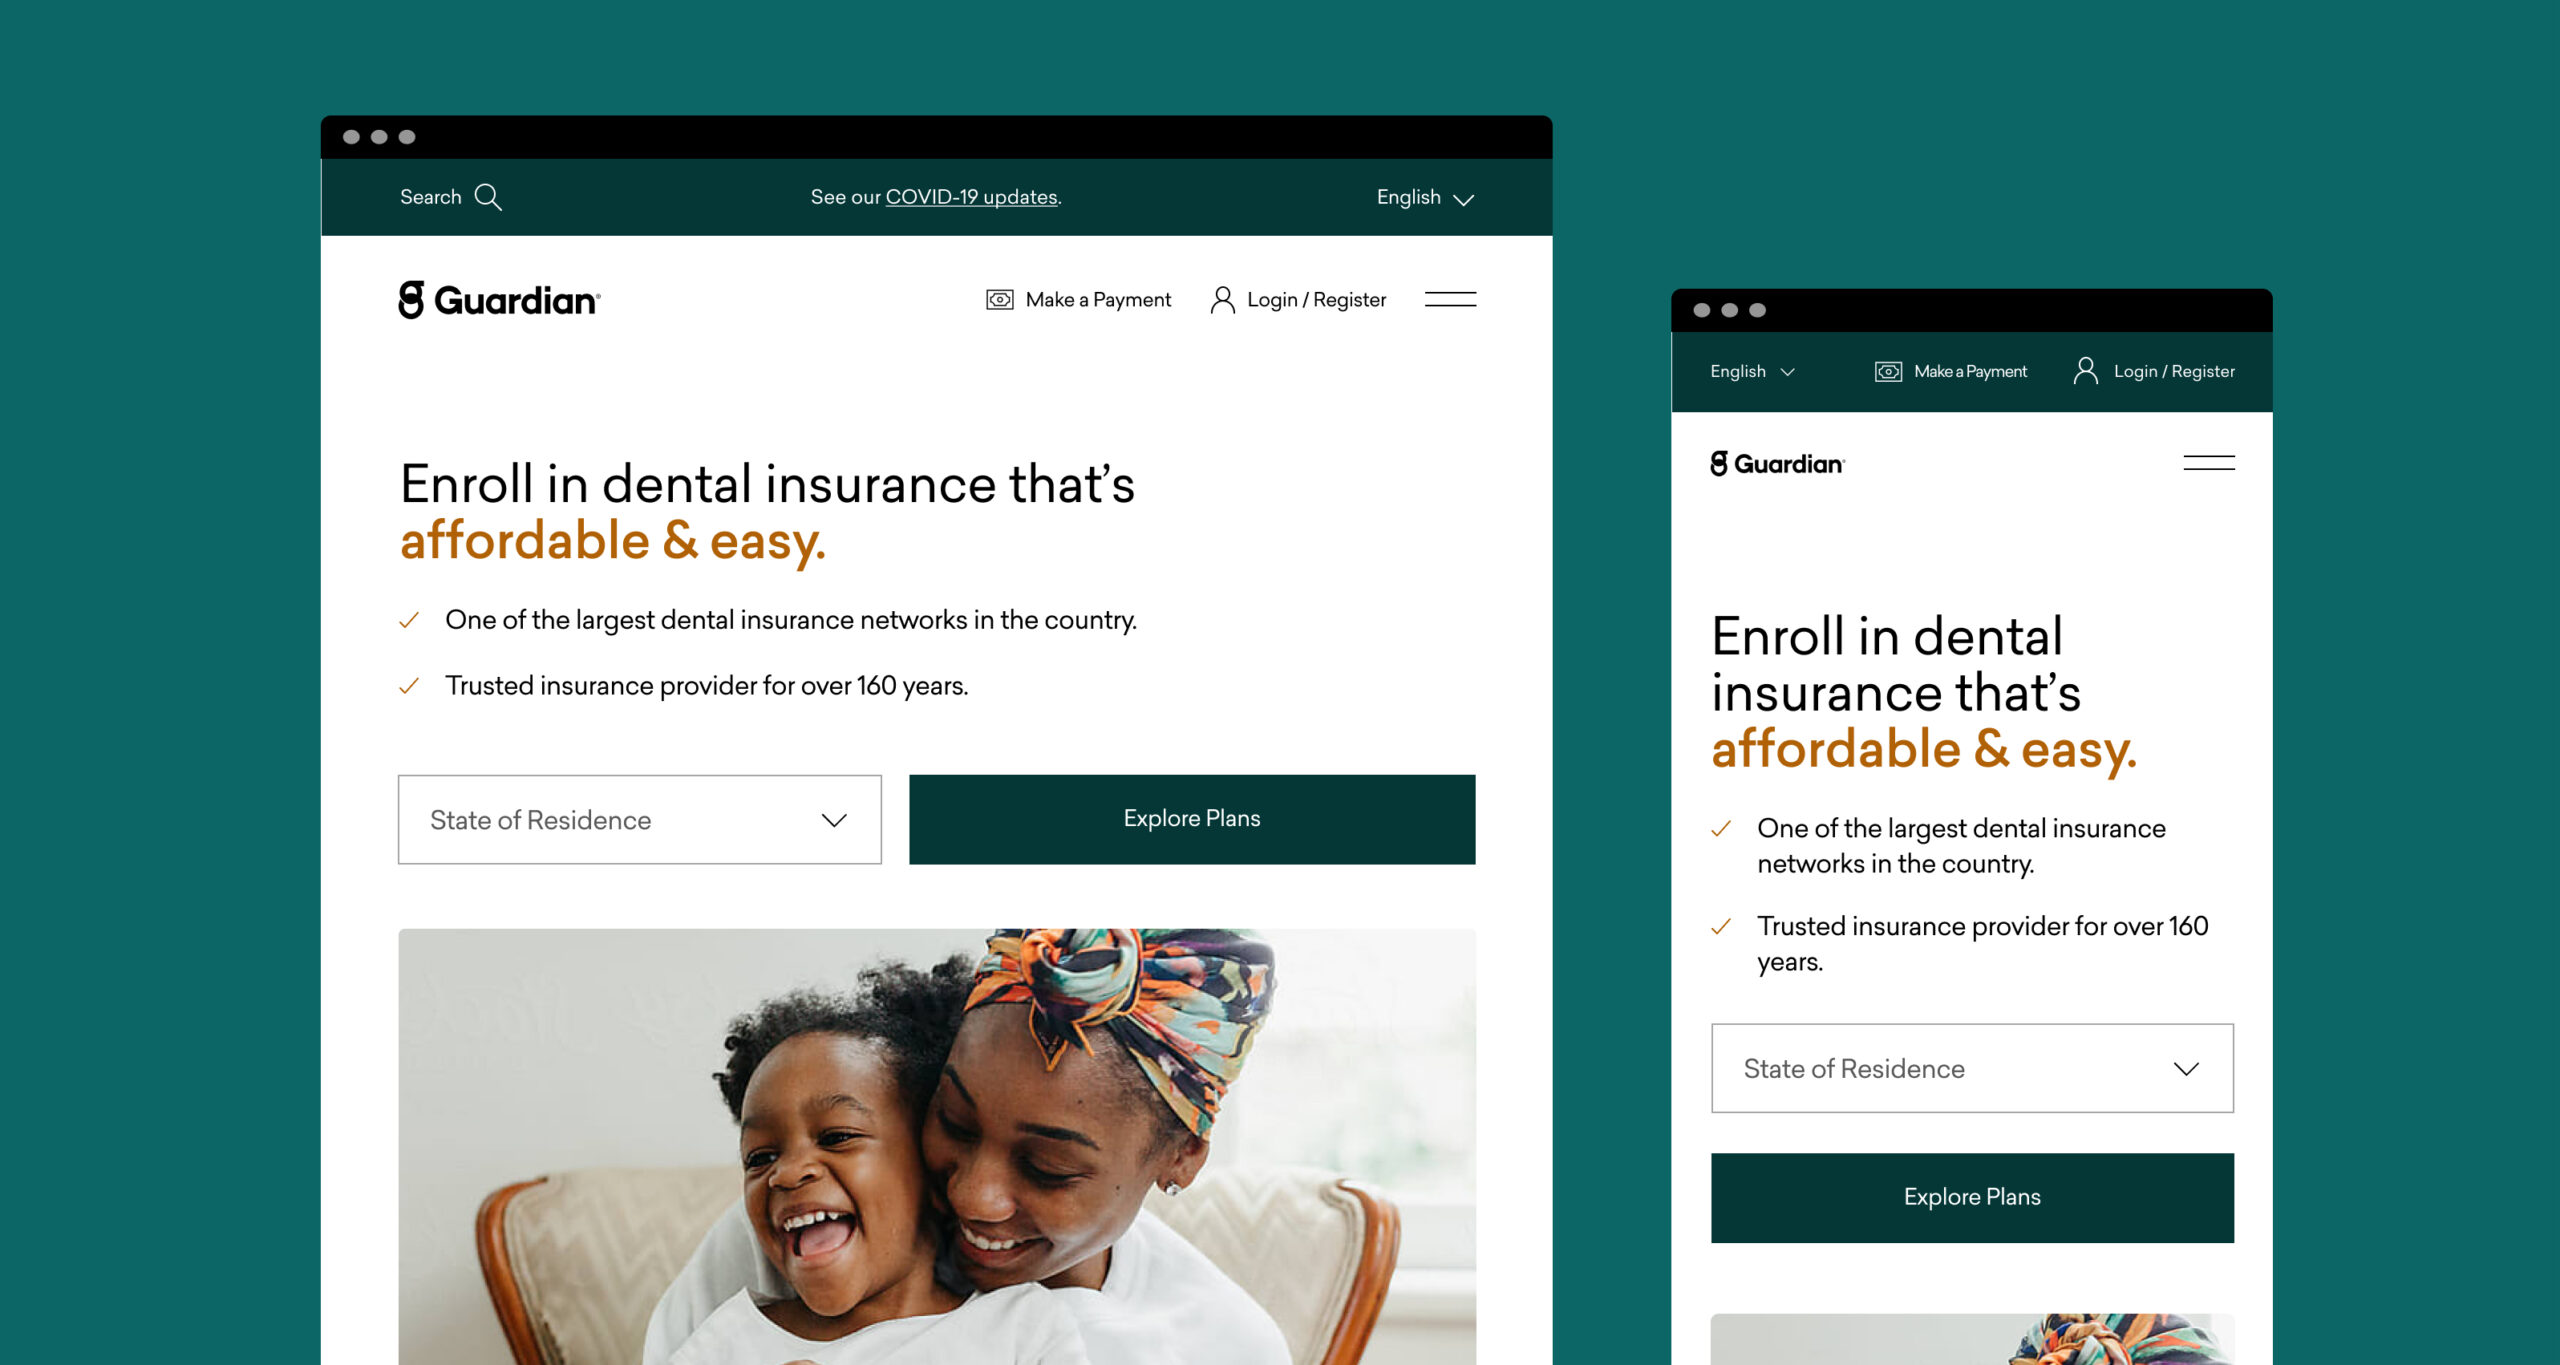 Search
See our COVID-19 updates.
English
Guardian®
Make a Payment
Login / Register
Enroll in dental insurance that’s
affordable & easy.
One of the largest dental insurance networks in the country.
Trusted insurance provider for over 160 years.
State of Residence
Explore Plans
English
Make a Payment
Login / Register
Guardian®
Enroll in dental
insurance that’s
affordable & easy.
One of the largest dental insurance
networks in the country.
Trusted insurance provider for over 160
years.
State of Residence
Explore Plans